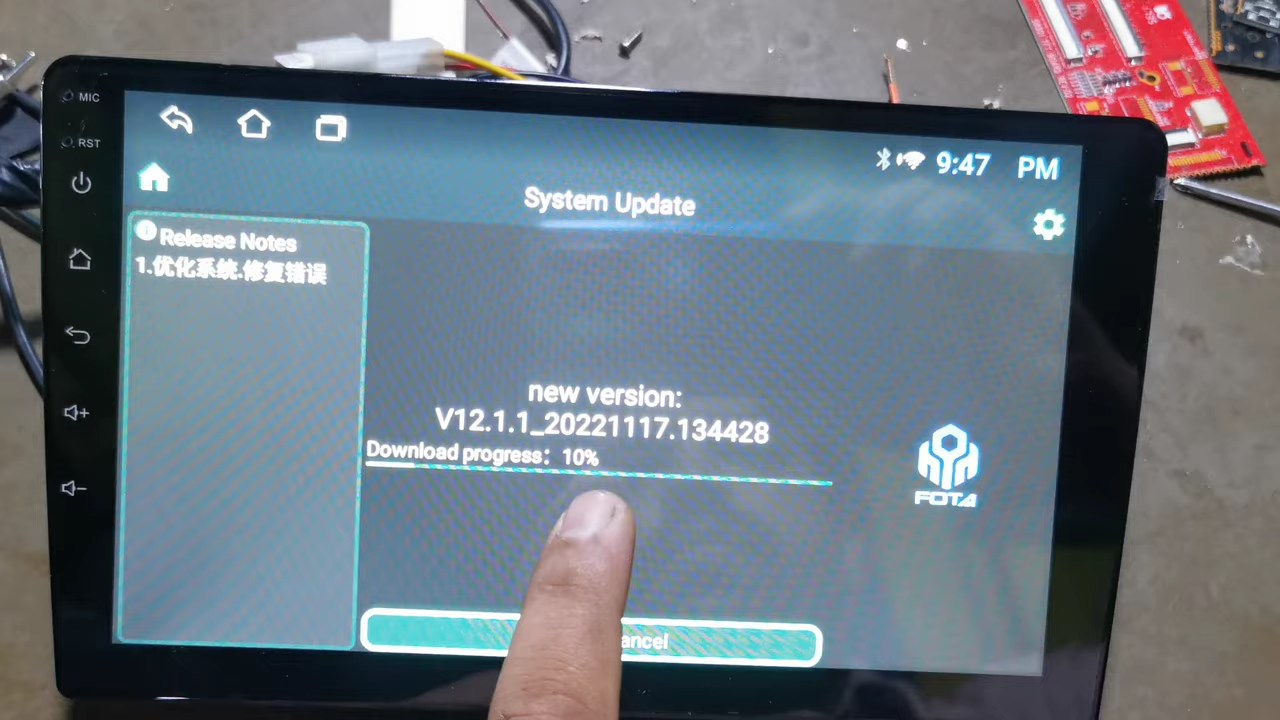 MIC
RST
9:47 PM
System Update
Release Notes
1.优化系统.修复错误
new version:
V12.1.1_20221117.134428
Download progress: 10%
FOTA
ancel